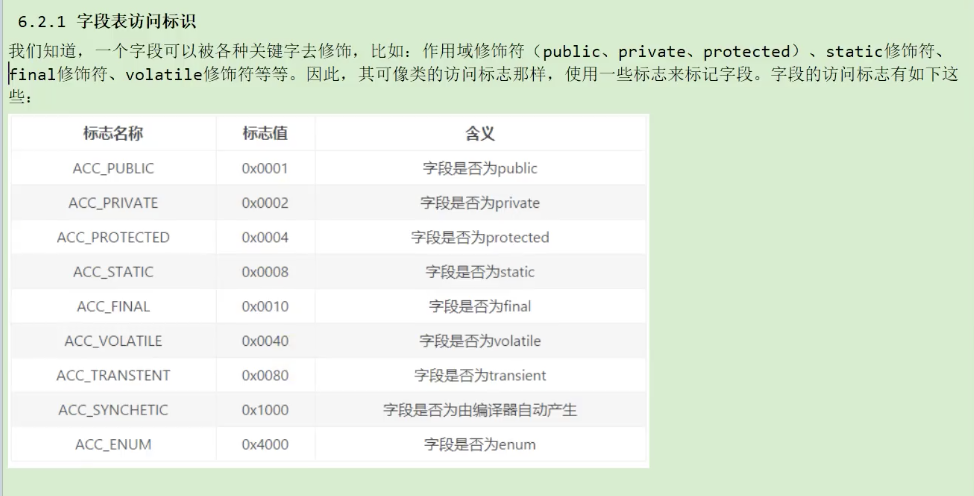 6.2.1 字段表访问标识
我们知道，一个字段可以被各种关键字去修饰，比如：作用域修饰符（public、private、protected）、static修饰符、
final修饰符、volatile修饰符等等。因此，其可像类的访问标志那样，使用一些标志来标记字段。字段的访问标志有如下这
些：
标志名称 标志值 含义
ACC_PUBLIC 0x0001 字段是否为public
ACC_PRIVATE 0x0002 字段是否为private
ACC_PROTECTED 0x0004 字段是否为protected
ACC_STATIC 0x0008 字段是否为static
ACC_FINAL 0x0010 字段是否为final
ACC_VOLATILE 0x0040 字段是否为volatile
ACC_TRANSTENT 0x0080 字段是否为transient
ACC_SYNCHETIC 0x1000 字段是否为由编译器自动产生
ACC_ENUM 0x4000 字段是否为enum